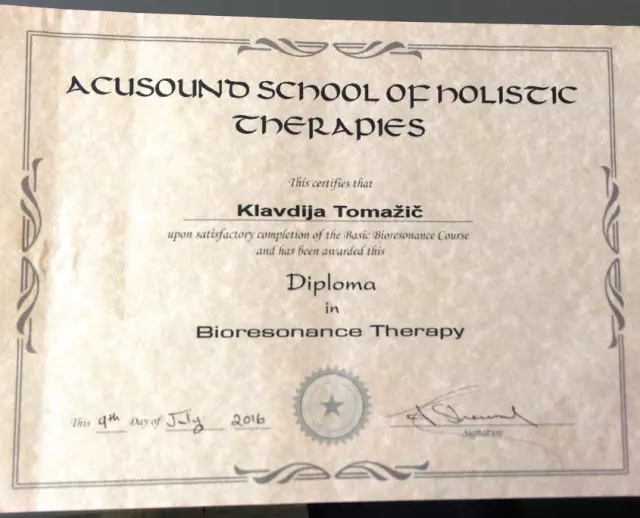 ACUSOUND SCHOOL OF HOLISTIC
THERAPIES
This certifies that
Klavdija Tomažič
upon satisfactory completion of the Basic Bioresonance Course
and has been awarded this
Diploma
in
Bioresonance Therapy
This 9th Day of July 2016
Signature